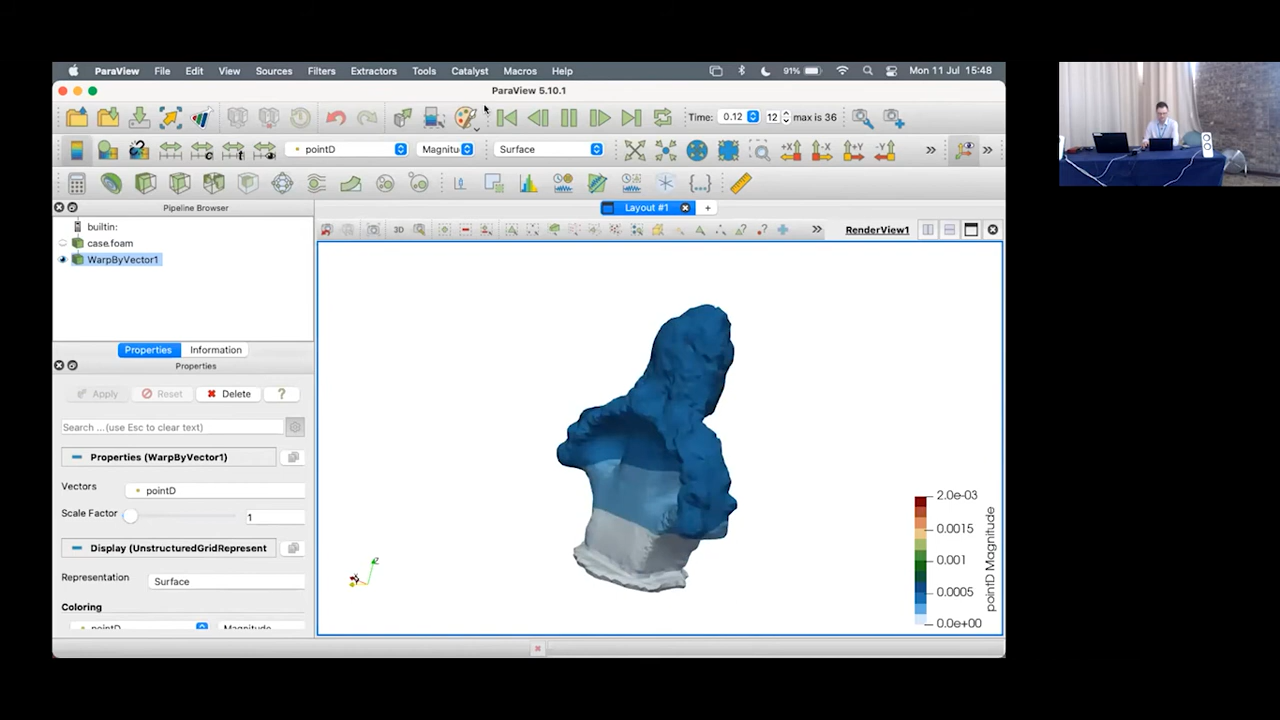 ParaView File Edit View Sources Filters Extractors Tools Catalyst Macros Help 91% Mon 11 Jul 15:48
ParaView 5.10.1
Time: 0.12 12 max is 36
pointD Magnitu Surface +X -X +Y -Y
Pipeline Browser
Layout #1 +
builtin:
3D RenderView1
case.foam
WarpByVector1
Properties Information
Properties
Apply Reset Delete ?
Search ...(use Esc to clear text)
Properties (WarpByVector1)
Vectors pointD
Scale Factor 1
Display (UnstructuredGridRepresent
Representation Surface
Coloring
pointD Magnitude
Z
2.0e-03
0.0015
0.001
0.0005
0.0e+00
pointD Magnitude